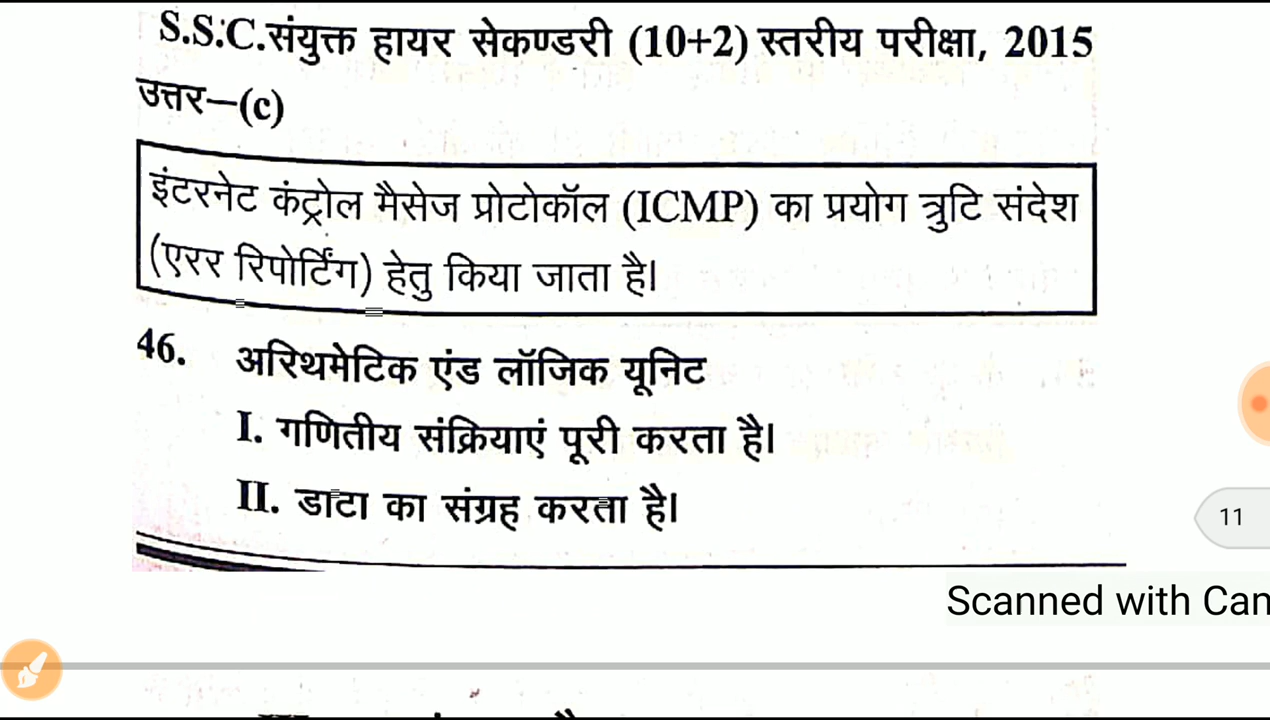 S.S.C.संयुक्त हायर सेकण्डरी (10+2) स्तरीय परीक्षा, 2015
उत्तर–(c)
इंटरनेट कंट्रोल मैसेज प्रोटोकॉल (ICMP) का प्रयोग त्रुटि संदेश
(एरर रिपोर्टिंग) हेतु किया जाता है।
46. अरिथमेटिक एंड लॉजिक यूनिट
I. गणितीय संक्रियाएं पूरी करता है।
II. डाटा का संग्रह करता है।
11
Scanned with Cam